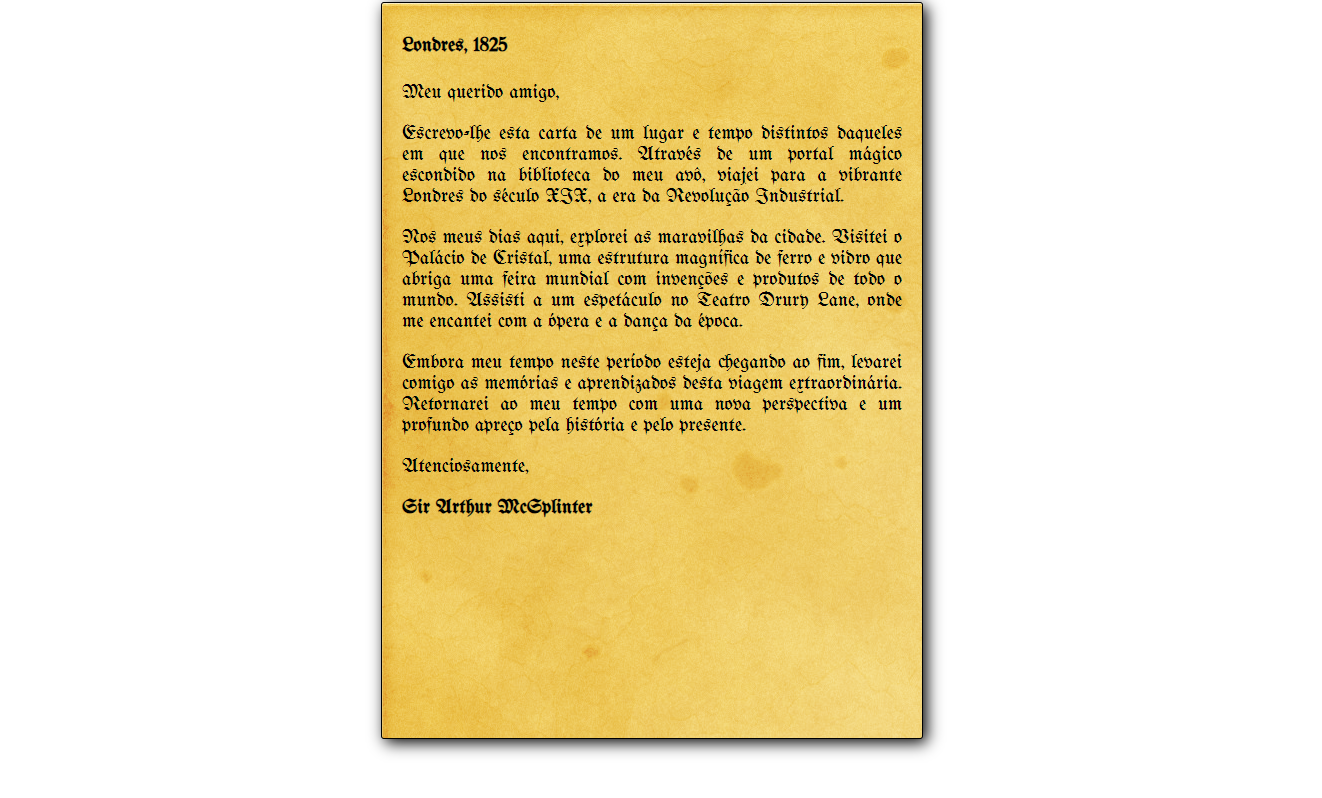 Londres, 1825
Meu querido amigo,
Escrevo-lhe esta carta de um lugar e tempo distintos daqueles
em que nos encontramos. Através de um portal mágico
escondido na biblioteca do meu avô, viajei para a vibrante
Londres do século XIX, a era da Revolução Industrial.
Nos meus dias aqui, explorei as maravilhas da cidade. Visitei o
Palácio de Cristal, uma estrutura magnífica de ferro e vidro que
abriga uma feira mundial com invenções e produtos de todo o
mundo. Assisti a um espetáculo no Teatro Drury Lane, onde
me encantei com a ópera e a dança da época.
Embora meu tempo neste período esteja chegando ao fim, levarei
comigo as memórias e aprendizados desta viagem extraordinária.
Retornarei ao meu tempo com uma nova perspectiva e um
profundo apreço pela história e pelo presente.
Atenciosamente,
Sir Arthur McSplinter